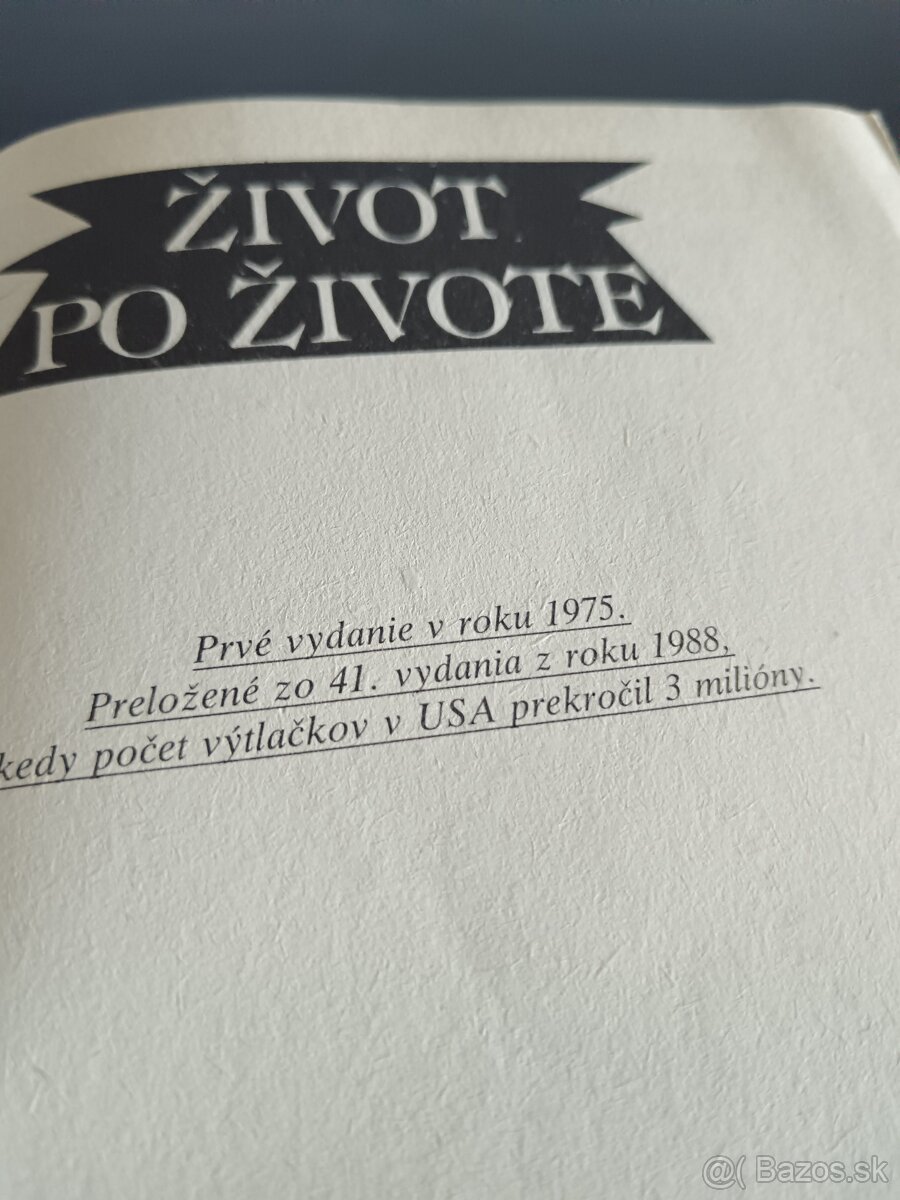 ŽIVOT
PO ŽIVOTE
Prvé vydanie v roku 1975.
Preložené zo 41. vydania z roku 1988,
kedy počet výtlačkov v USA prekročil 3 milióny.
@( Bazos.sk